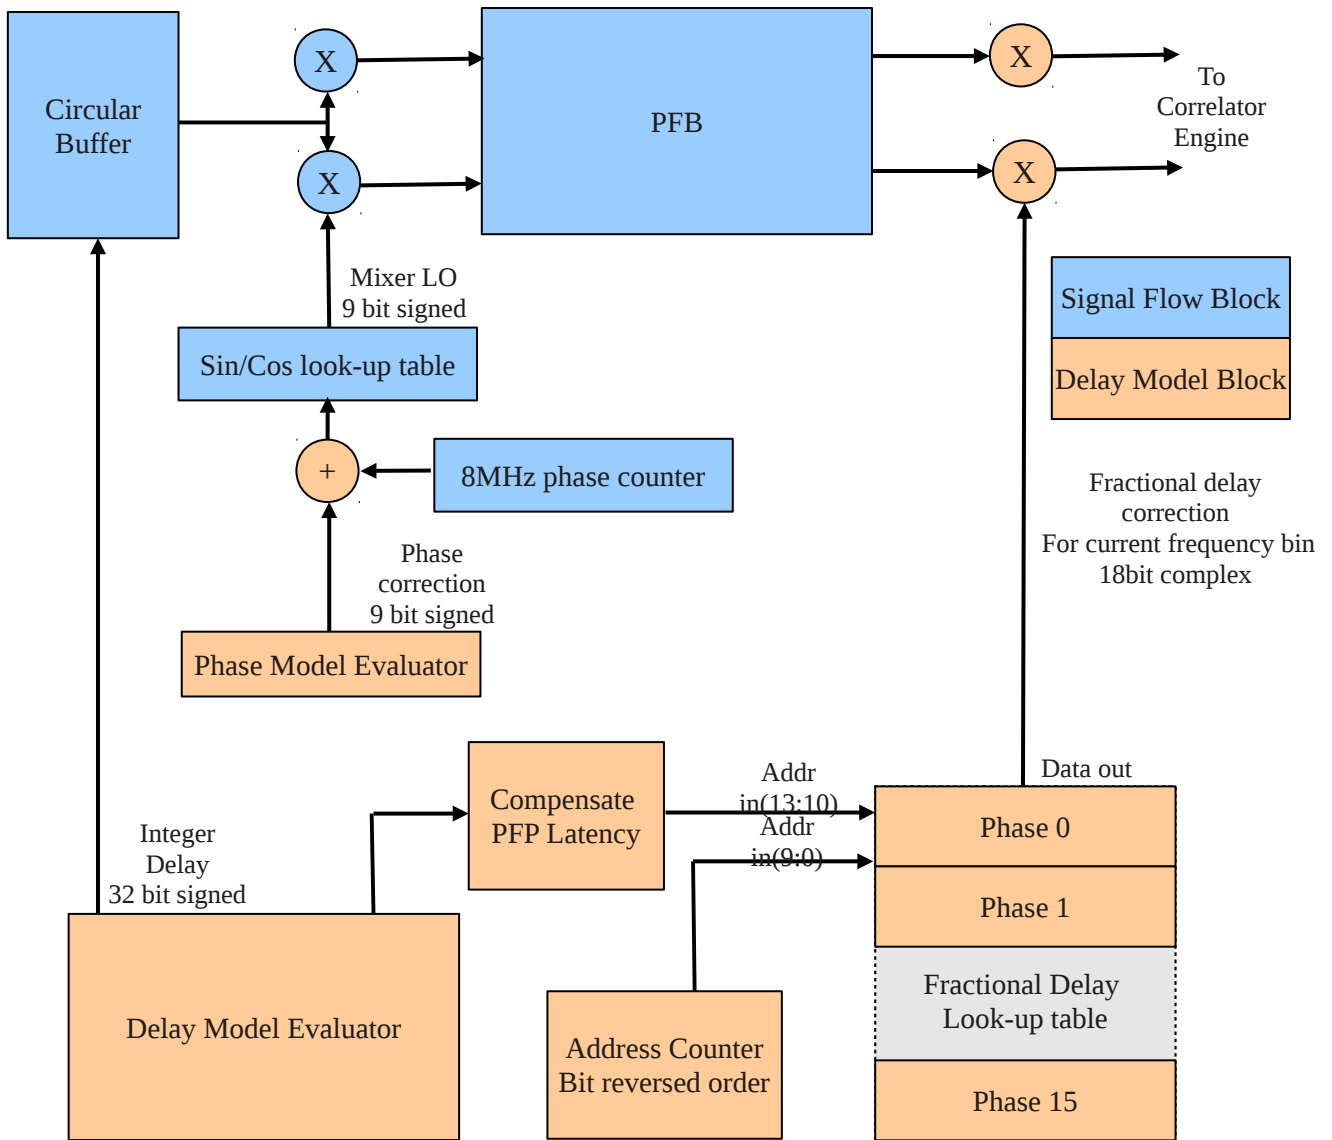 Circular
Buffer
X
X
PFB
X
X
To
Correlator
Engine
Mixer LO
9 bit signed
Sin/Cos look-up table
+
8MHz phase counter
Signal Flow Block
Delay Model Block
Phase
correction
9 bit signed
Phase Model Evaluator
Fractional delay
correction
For current frequency bin
18bit complex
Integer
Delay
32 bit signed
Compensate
PFP Latency
Addr
in(13:10)
Addr
in(9:0)
Data out
Phase 0
Phase 1
Fractional Delay
Look-up table
Phase 15
Delay Model Evaluator
Address Counter
Bit reversed order